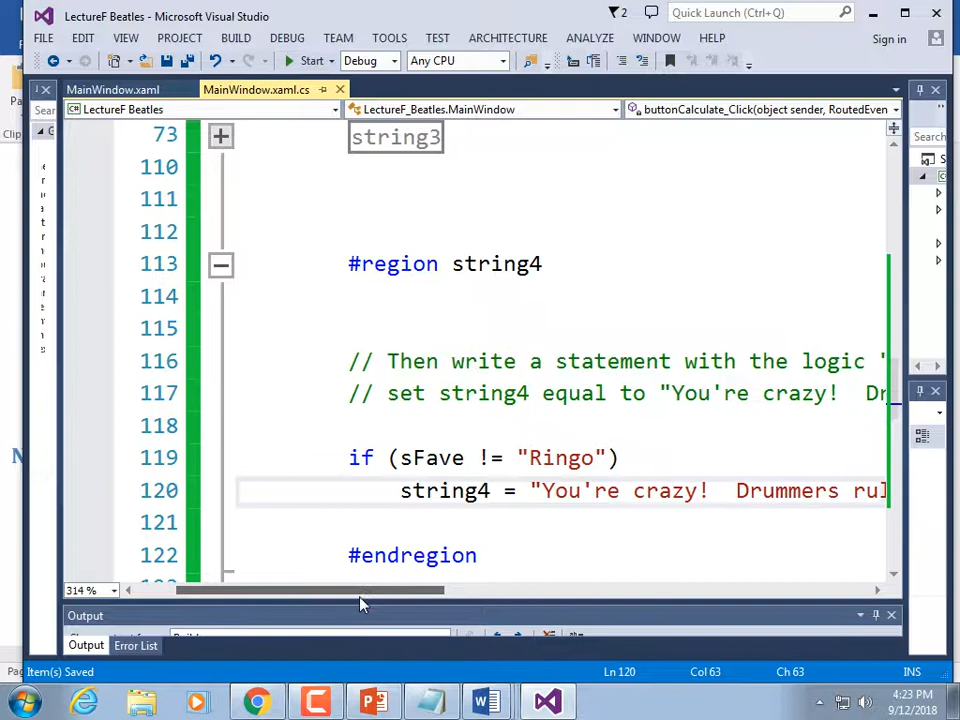 LectureF Beatles - Microsoft Visual Studio
2
Quick Launch (Ctrl+Q)
FILE EDIT VIEW PROJECT BUILD DEBUG TEAM TOOLS TEST ARCHITECTURE ANALYZE WINDOW HELP
Sign in
Start Debug Any CPU
MainWindow.xaml MainWindow.xaml.cs
LectureF Beatles LectureF_Beatles.MainWindow buttonCalculate_Click(object sender, RoutedEven
Sear
Search
Clip
73 string3
110
111
112
113 #region string4
114
115
116 // Then write a statement with the logic "
117 // set string4 equal to "You're crazy!  Dr
118
119 if (sFave != "Ringo")
120 string4 = "You're crazy!  Drummers rul
121
122 #endregion
314 %
Output
Output Error List
Item(s) Saved Ln 120 Col 63 Ch 63 INS
4:23 PM
9/12/2018